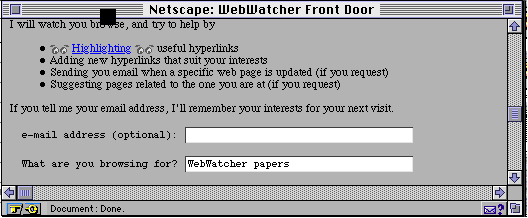 Netscape: WebWatcher Front Door
I will watch you browse, and try to help by
Highlighting useful hyperlinks
Adding new hyperlinks that suit your interests
Sending you email when a specific web page is updated (if you request)
Suggesting pages related to the one you are at (if you request)
If you tell me your email address, I'll remember your interests for your next visit.
e-mail address (optional):
What are you browsing for? WebWatcher papers
Document: Done.
?